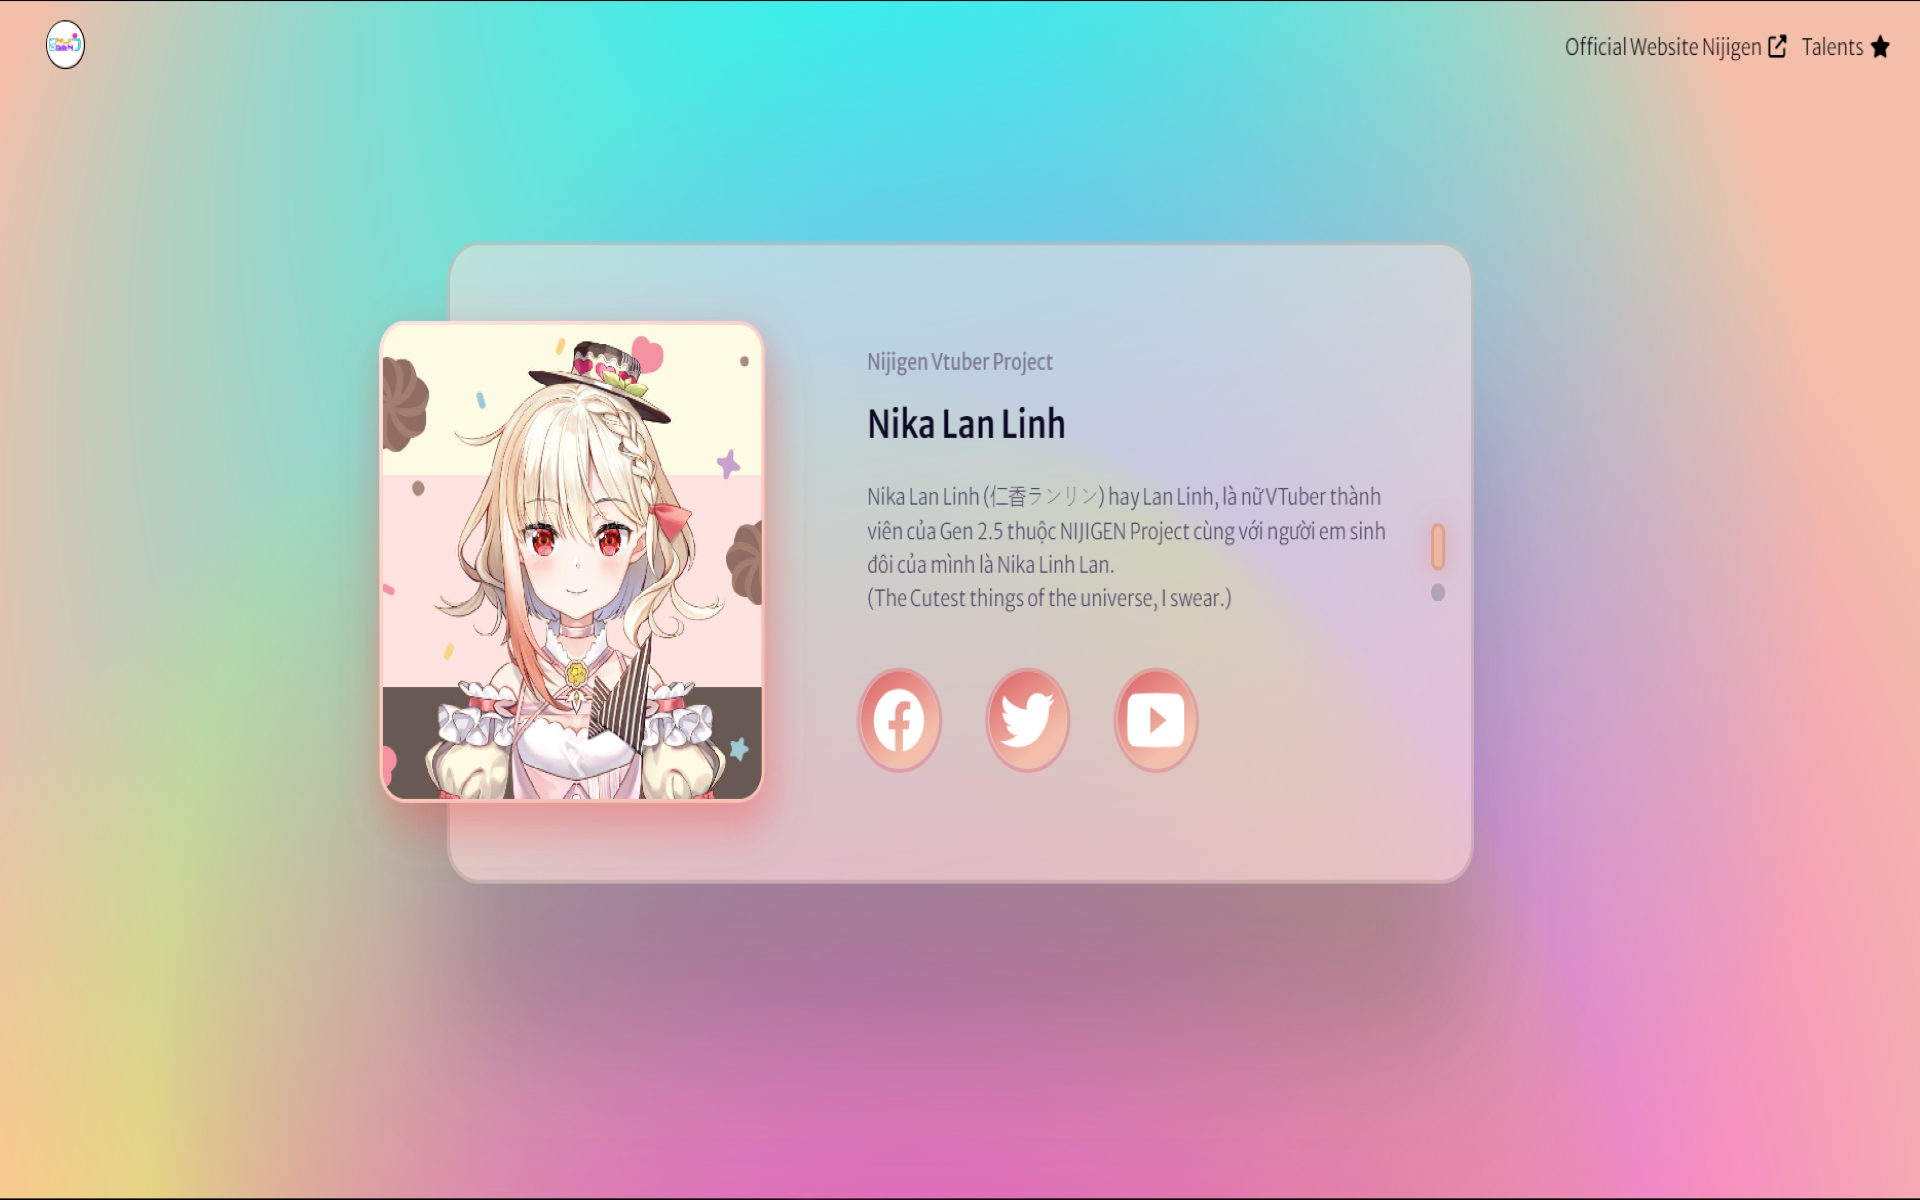 Official Website Nijigen
Talents
Nijigen Vtuber Project
Nika Lan Linh
Nika Lan Linh (仁香ランリン) hay Lan Linh, là nữ VTuber thành
viên của Gen 2.5 thuộc NIJIGEN Project cùng với người em sinh
đôi của mình là Nika Linh Lan.
(The Cutest things of the universe, I swear.)